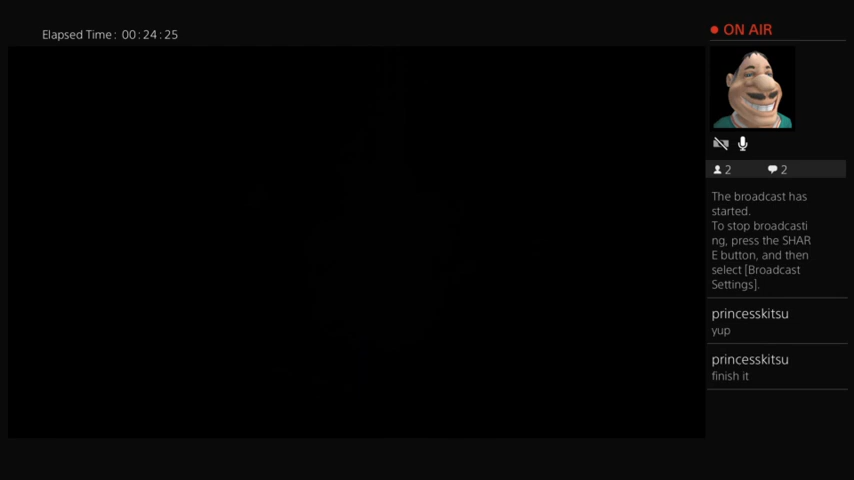 Elapsed Time: 00:24:25
ON AIR
2 2
The broadcast has
started.
To stop broadcasti
ng, press the SHAR
E button, and then
select [Broadcast
Settings].
princesskitsu
yup
princesskitsu
finish it